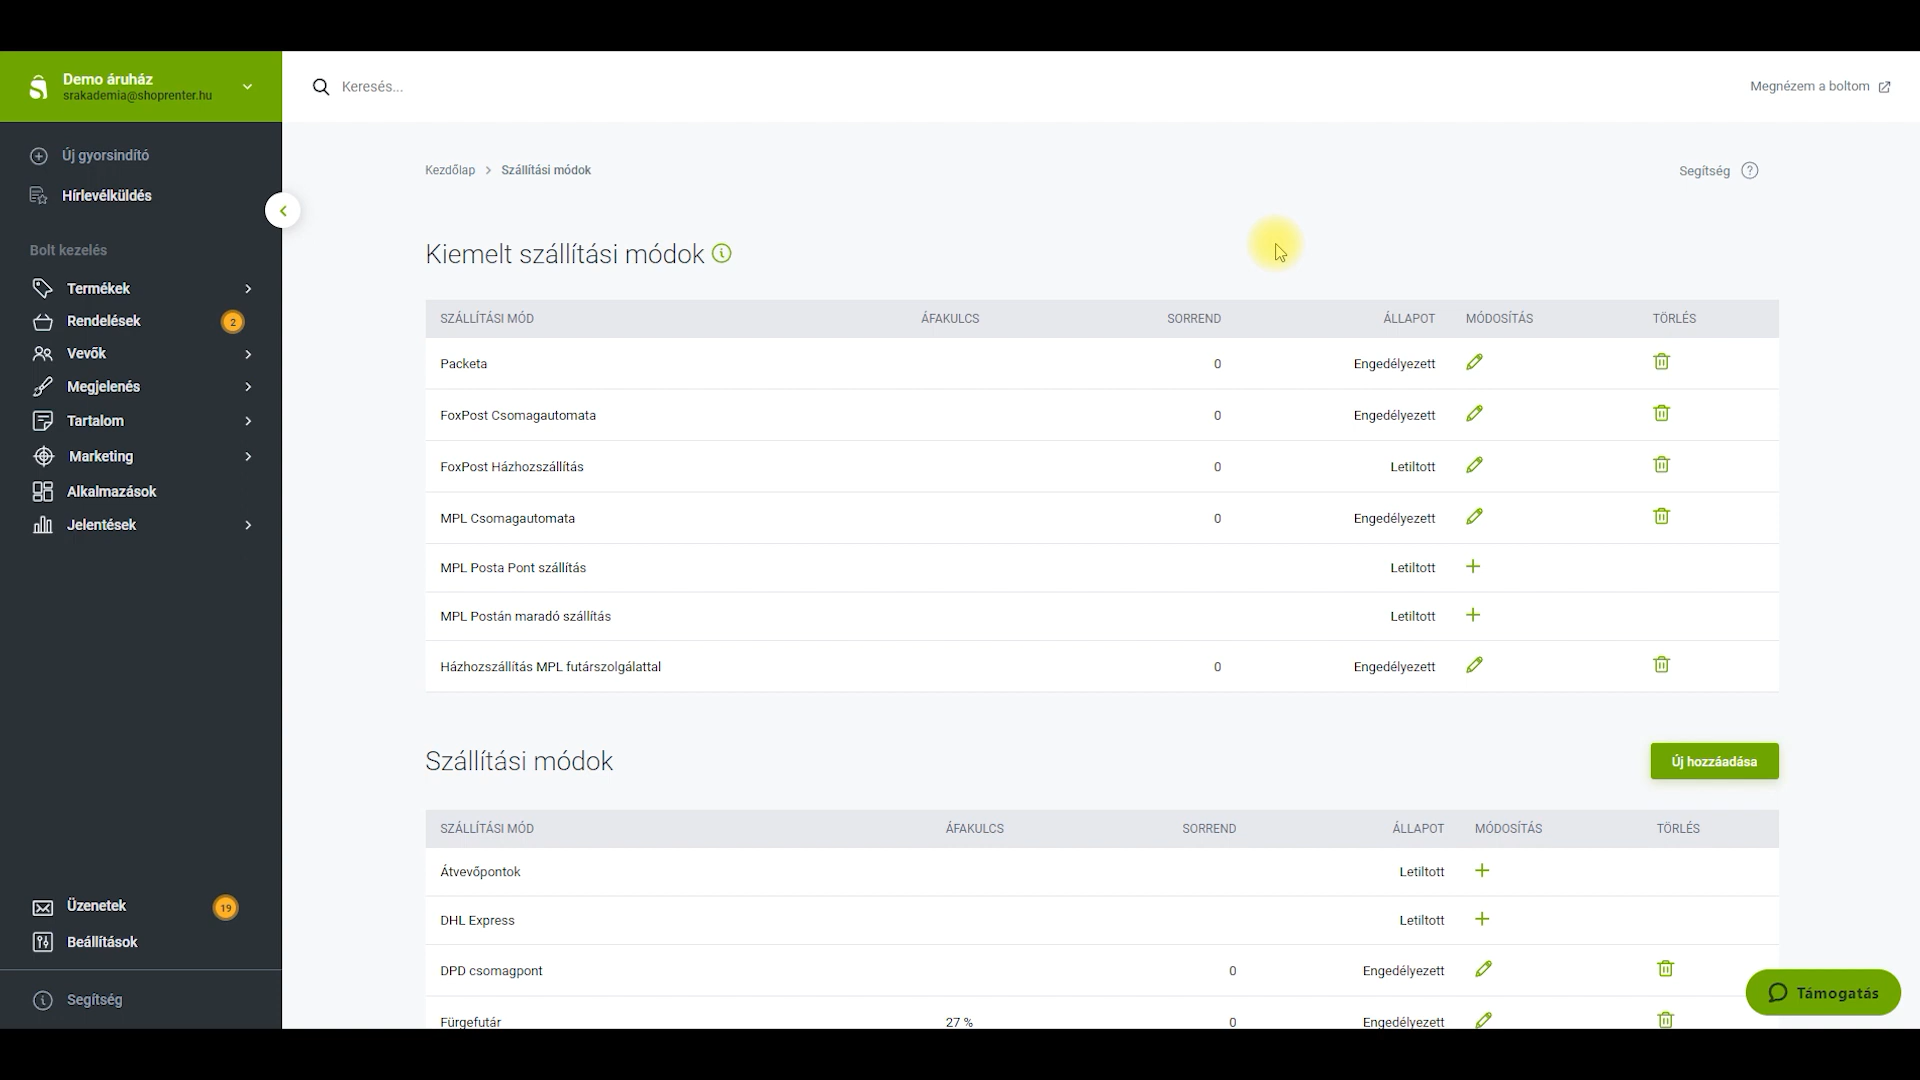 Demo áruház
srakademia@shoprenter.hu
Keresés...
Megnézem a boltom
Új gyorsindító
Hírlevélküldés
Bolt kezelés
Termékek
Rendelések 2
Vevők
Megjelenés
Tartalom
Marketing
Alkalmazások
Jelentések
Üzenetek 19
Beállítások
Segítség
Kezdőlap > Szállítási módok
Segítség ?
Kiemelt szállítási módok
SZÁLLÍTÁSI MÓD ÁFAKULCS SORREND ÁLLAPOT MÓDOSÍTÁS TÖRLÉS
Packeta 0 Engedélyezett
FoxPost Csomagautomata 0 Engedélyezett
FoxPost Házhozszállítás 0 Letiltott
MPL Csomagautomata 0 Engedélyezett
MPL Posta Pont szállítás Letiltott
MPL Postán maradó szállítás Letiltott
Házhozszállítás MPL futárszolgálattal 0 Engedélyezett
Szállítási módok
Új hozzáadása
SZÁLLÍTÁSI MÓD ÁFAKULCS SORREND ÁLLAPOT MÓDOSÍTÁS TÖRLÉS
Átvevőpontok Letiltott
DHL Express Letiltott
DPD csomagpont 0 Engedélyezett
Fürgefutár 27 % 0 Engedélyezett
Támogatás